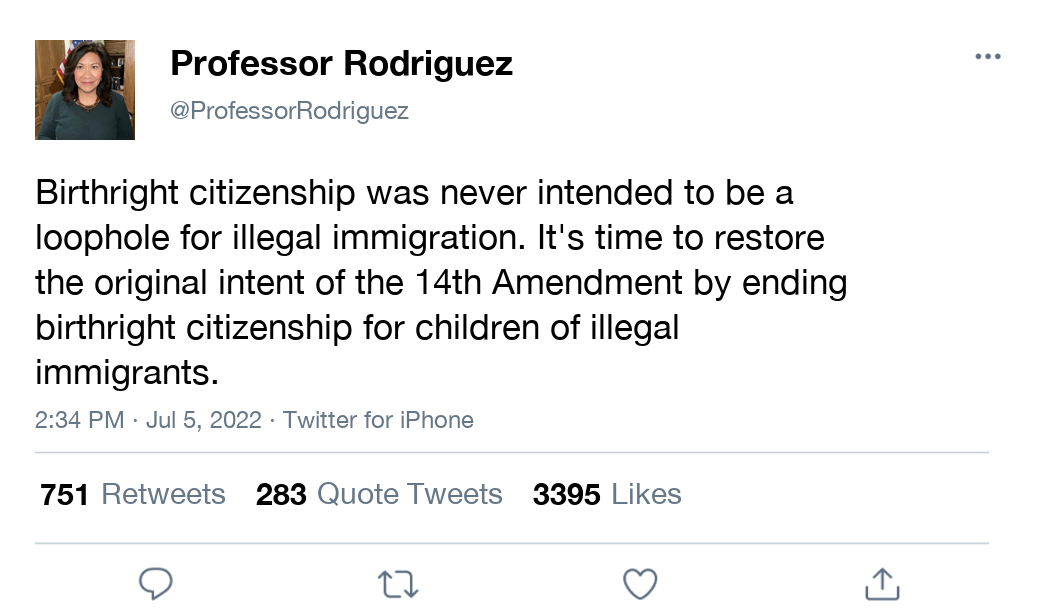 Professor Rodriguez
@ProfessorRodriguez
Birthright citizenship was never intended to be a
loophole for illegal immigration. It's time to restore
the original intent of the 14th Amendment by ending
birthright citizenship for children of illegal
immigrants.
2:34 PM · Jul 5, 2022 · Twitter for iPhone
751 Retweets 283 Quote Tweets 3395 Likes